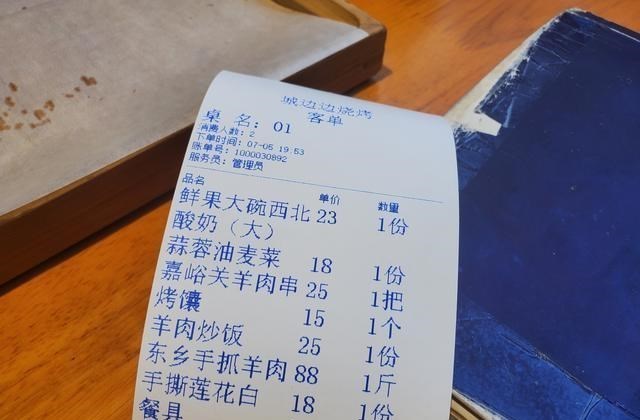 城边边烧烤
客单
桌 名： 01
消费人数：2
下单时间：07-05 19:53
账单号：1000030892
服务员：管理员
品名 单价 数量
鲜果大碗西北 23 1份
酸奶（大）
蒜蓉油麦菜 18 1份
嘉峪关羊肉串 25 1把
烤馕 15 1个
羊肉炒饭 25 1份
东乡手抓羊肉 88 1斤
手撕莲花白 18 1份
餐具